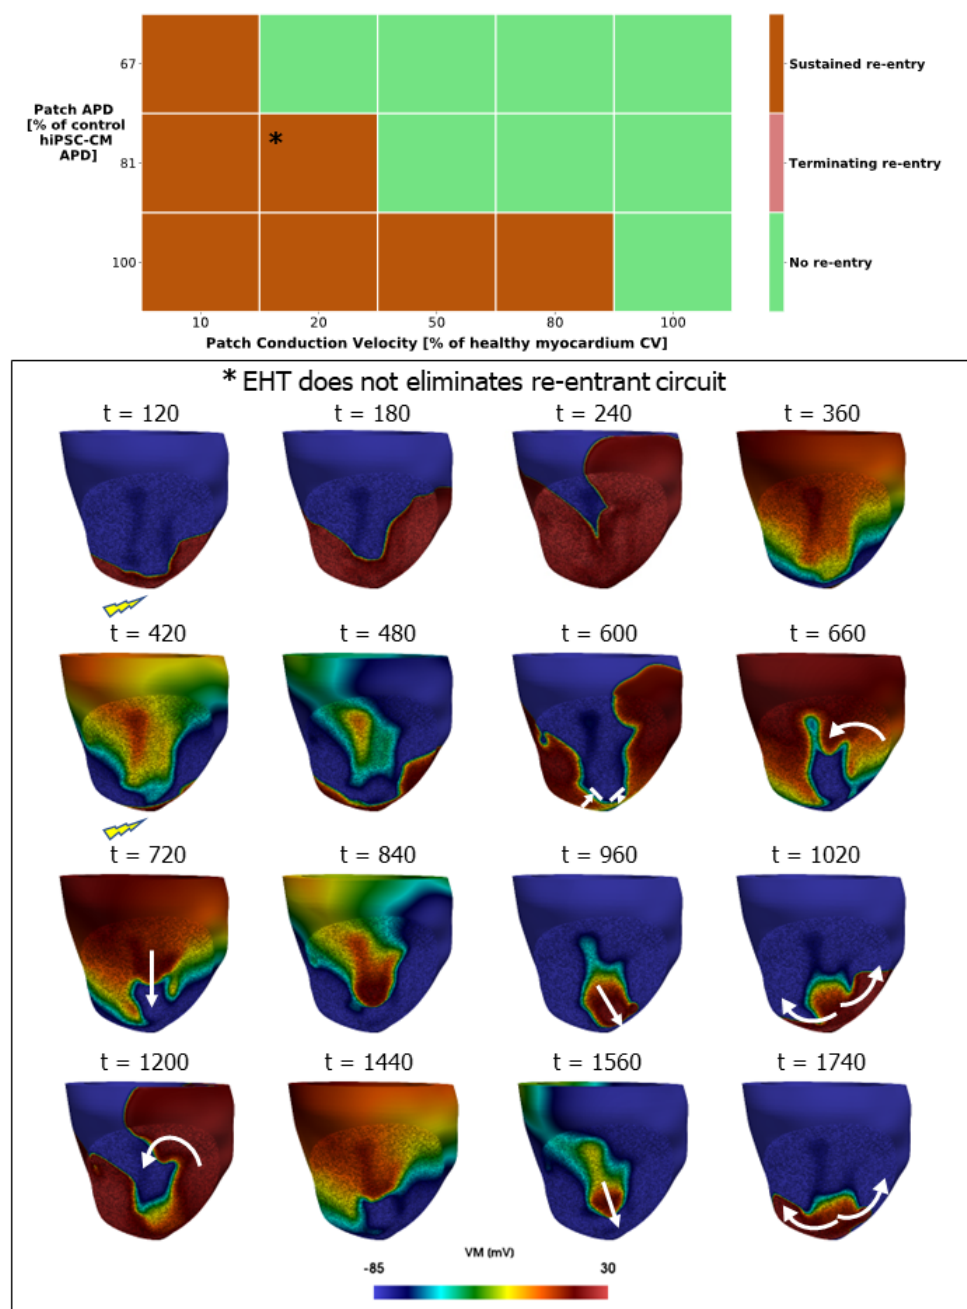 67
Sustained re-entry
Patch APD
[% of control
hiPSC-CM
APD]
*
81
Terminating re-entry
100
No re-entry
10 20 50 80 100
Patch Conduction Velocity [% of healthy myocardium CV]
* EHT does not eliminates re-entrant circuit
t = 120 t = 180 t = 240 t = 360
t = 420 t = 480 t = 600 t = 660
t = 720 t = 840 t = 960 t = 1020
t = 1200 t = 1440 t = 1560 t = 1740
VM (mV)
-85 30